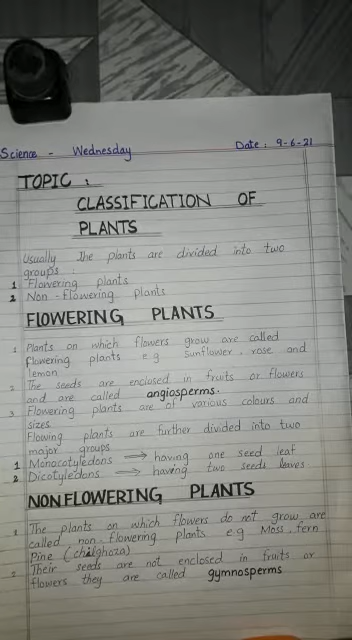 Science - Wednesday Date : 9-6-21
TOPIC :
CLASSIFICATION OF
PLANTS
Usually the plants are divided into two
groups :
1 Flowering plants
2 Non-flowering plants
FLOWERING PLANTS
1 Plants on which flowers grow are called
flowering plants e.g sunflower, rose and
lemon
2 The seeds are enclosed in fruits or flowers
and are called angiosperms.
3 Flowering plants are of various colours and
sizes
Flowing plants are further divided into two
major groups
1 Monocotyledons → having one seed leaf
2 Dicotyledons → having two seeds leaves
NONFLOWERING PLANTS
1 The plants on which flowers do not grow are
called non-flowering plants e.g Moss, fern
Pine (chilghoza)
2 Their seeds are not enclosed in fruits or
flowers they are called gymnosperms